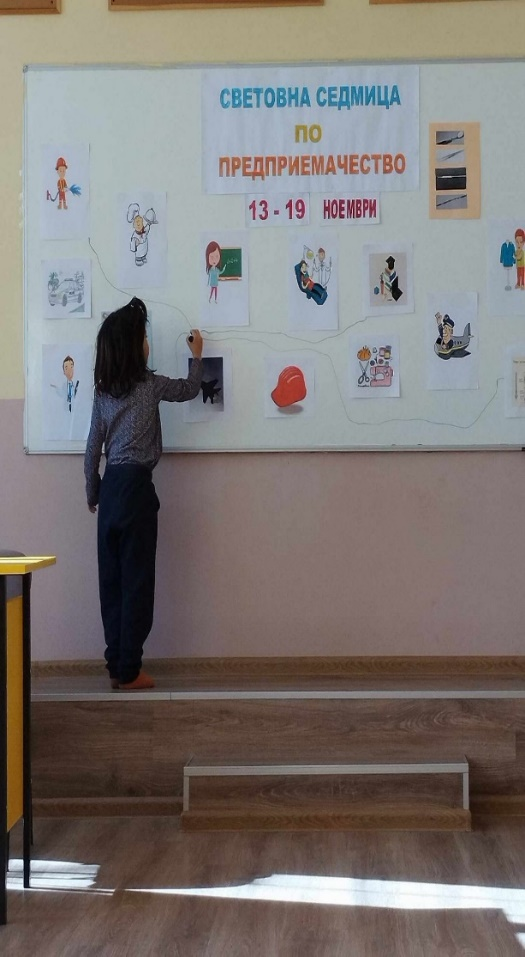 СВЕТОВНА СЕДМИЦА
ПО
ПРЕДПРИЕМАЧЕСТВО
13 - 19 НОЕМВРИ